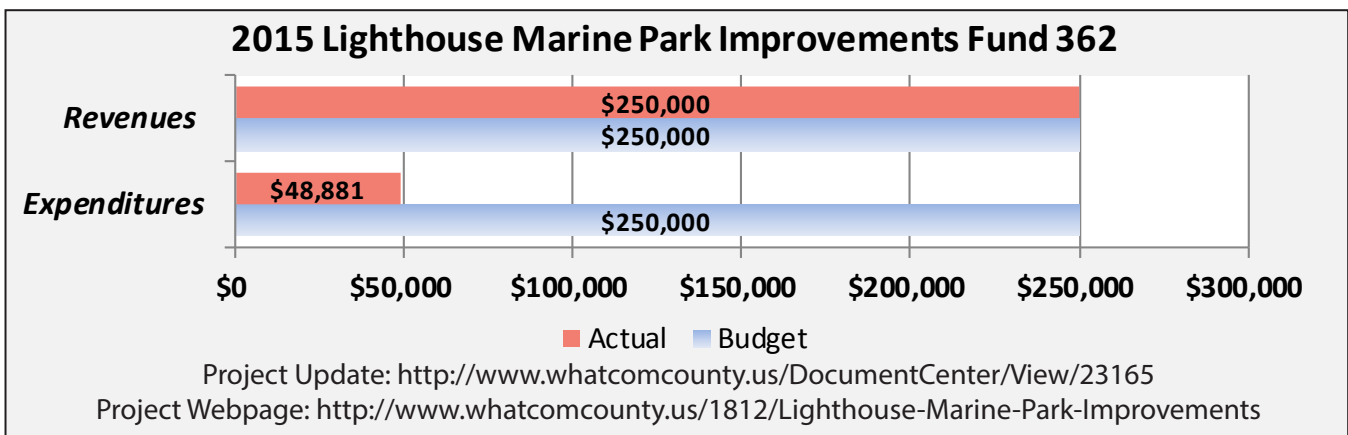 2015 Lighthouse Marine Park Improvements Fund 362
Revenues
$250,000
$250,000
Expenditures
$48,881
$250,000
$0 $50,000 $100,000 $150,000 $200,000 $250,000 $300,000
Actual Budget
Project Update: http://www.whatcomcounty.us/DocumentCenter/View/23165
Project Webpage: http://www.whatcomcounty.us/1812/Lighthouse-Marine-Park-Improvements